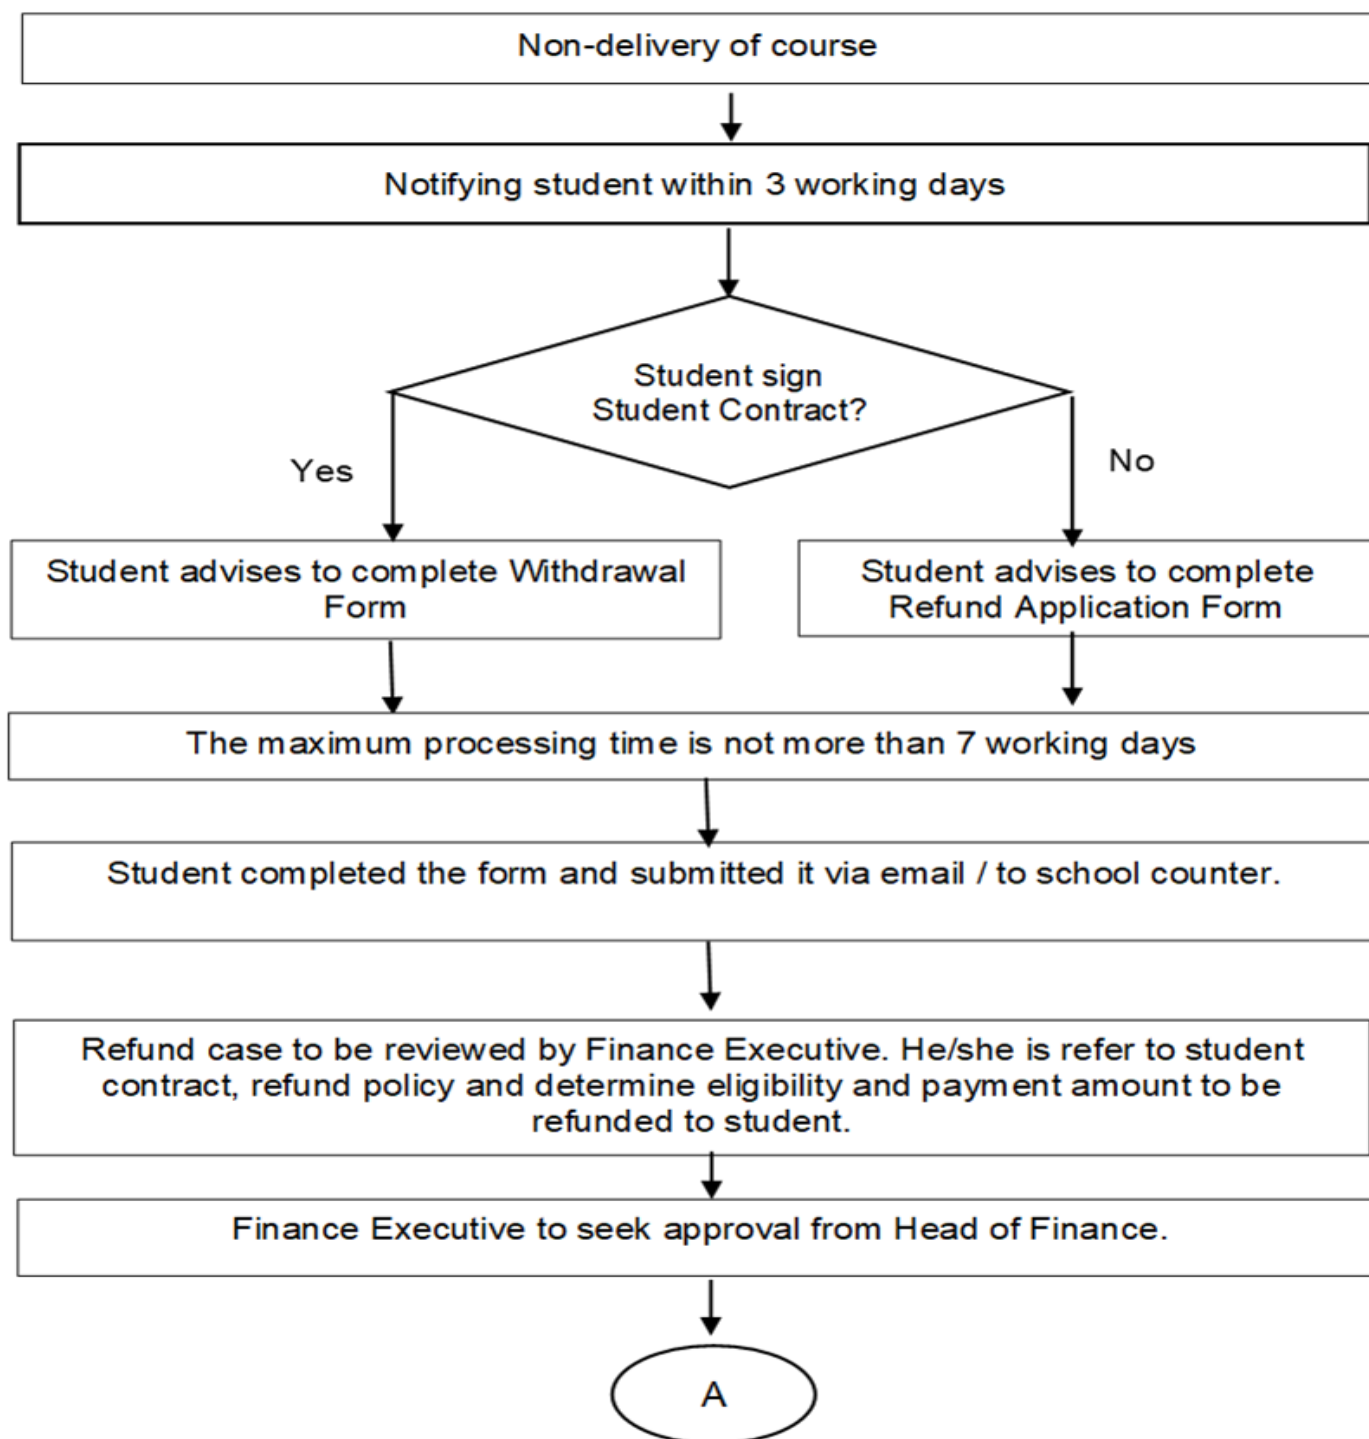 Non-delivery of course
Notifying student within 3 working days
Student sign
Student Contract?
Yes
No
Student advises to complete Withdrawal
Form
Student advises to complete
Refund Application Form
The maximum processing time is not more than 7 working days
Student completed the form and submitted it via email / to school counter.
Refund case to be reviewed by Finance Executive. He/she is refer to student
contract, refund policy and determine eligibility and payment amount to be
refunded to student.
Finance Executive to seek approval from Head of Finance.
A